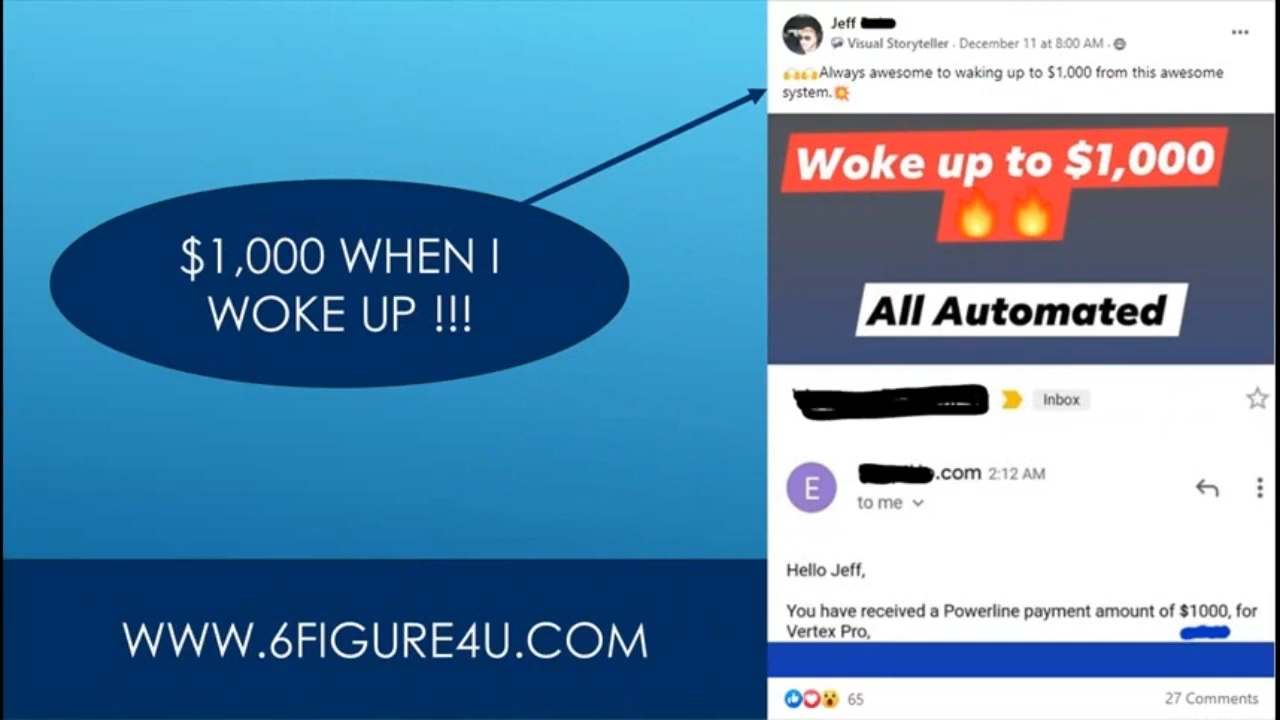 $1,000 WHEN I
WOKE UP !!!
WWW.6FIGURE4U.COM
Jeff
Visual Storyteller · December 11 at 8:00 AM ·
Always awesome to waking up to $1,000 from this awesome
system.
Woke up to $1,000
All Automated
Inbox
E
.com 2:12 AM
to me
Hello Jeff,
You have received a Powerline payment amount of $1000, for
Vertex Pro,
65
27 Comments